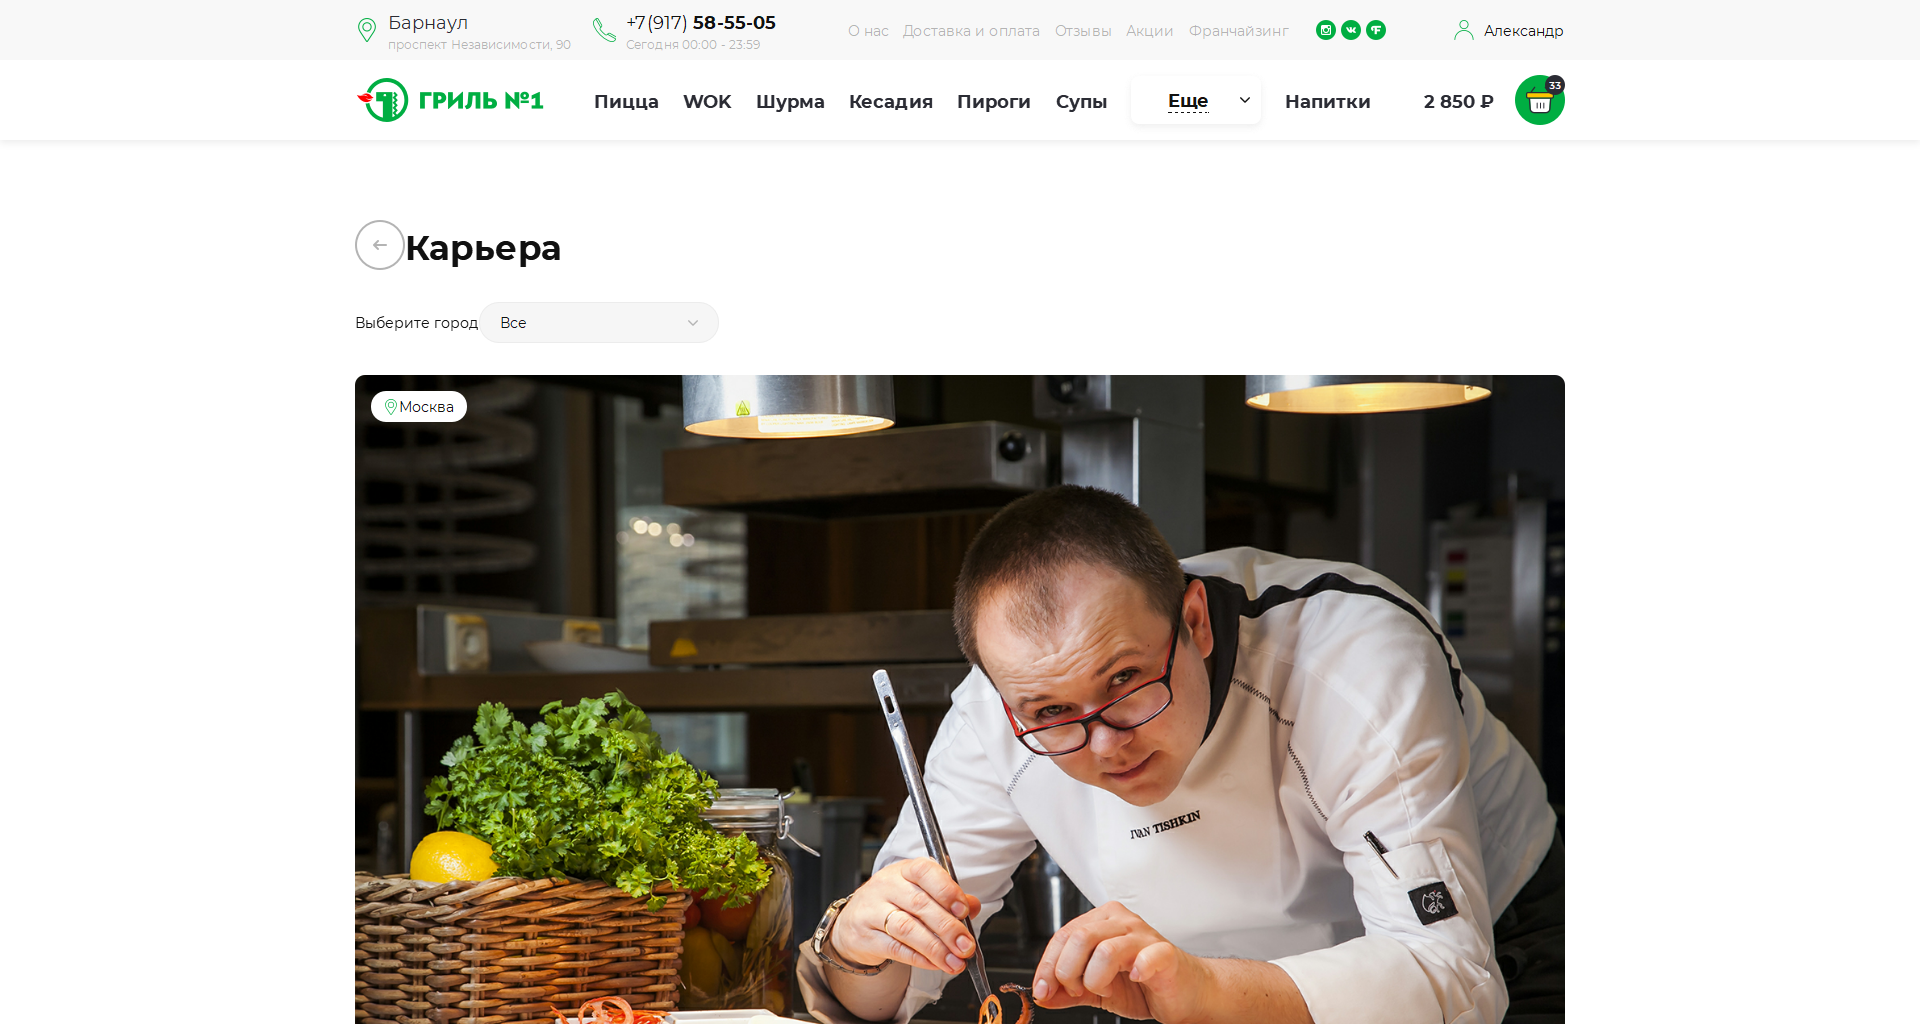 Барнаул
проспект Независимости, 90
+7(917) 58-55-05
Сегодня 00:00 - 23:59
О нас
Доставка и оплата
Отзывы
Акции
Франчайзинг
Александр
ГРИЛЬ №1
Пицца
WOK
Шурма
Кесадия
Пироги
Супы
Еще
Напитки
2 850 ₽
33
Карьера
Выберите город
Все
Москва
IVAN TISHKIN